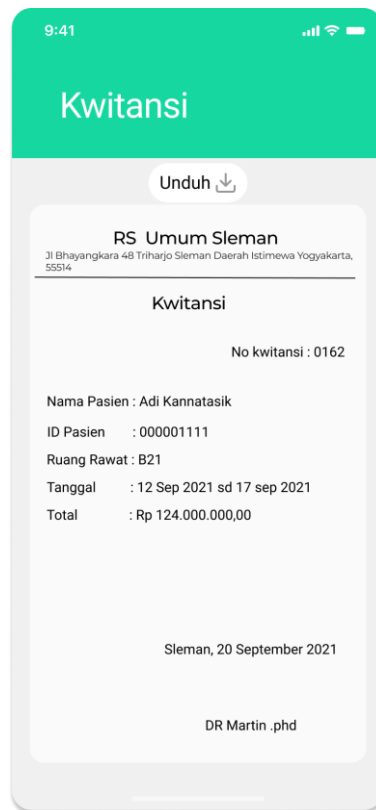 9:41
Kwitansi
Unduh
RS Umum Sleman
Jl Bhayangkara 48 Triharjo Sleman Daerah Istimewa Yogyakarta,
55514
Kwitansi
No kwitansi : 0162
Nama Pasien : Adi Kannatasik
ID Pasien : 000001111
Ruang Rawat : B21
Tanggal : 12 Sep 2021 sd 17 sep 2021
Total : Rp 124.000.000,00
Sleman, 20 September 2021
DR Martin .phd